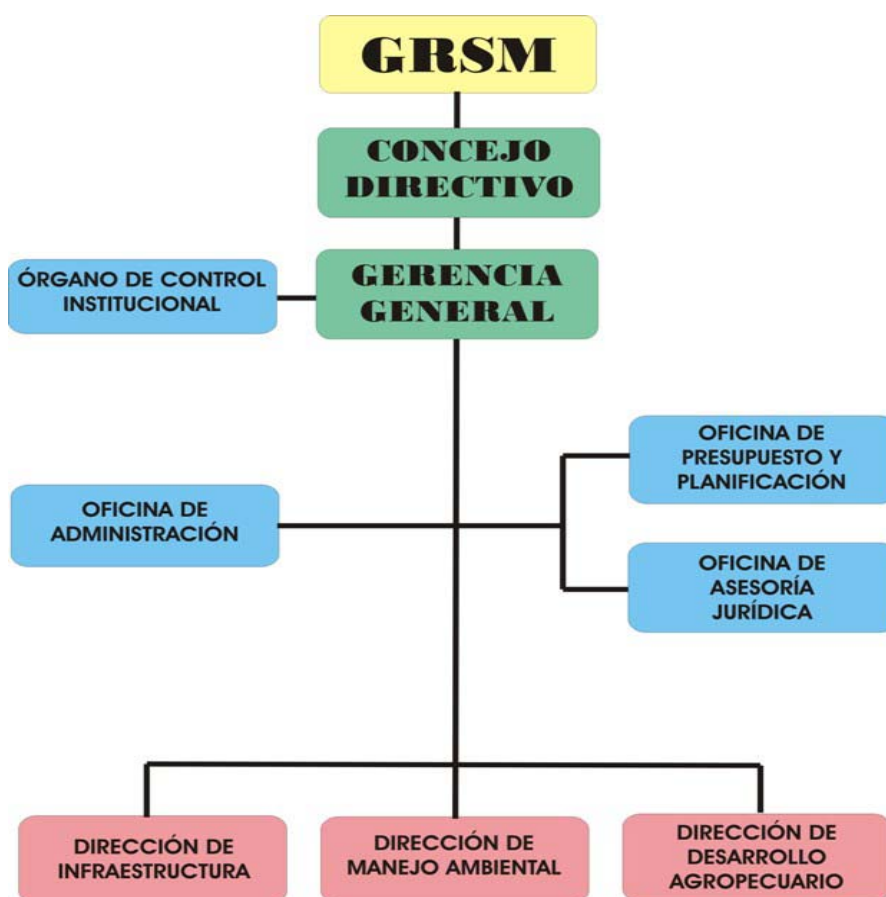 GRSM
CONCEJO
DIRECTIVO
GERENCIA
GENERAL
ÓRGANO DE CONTROL
INSTITUCIONAL
OFICINA DE
PRESUPUESTO Y
PLANIFICACIÓN
OFICINA DE
ADMINISTRACIÓN
OFICINA DE
ASESORÍA
JURÍDICA
DIRECCIÓN DE
INFRAESTRUCTURA
DIRECCIÓN DE
MANEJO AMBIENTAL
DIRECCIÓN DE
DESARROLLO
AGROPECUARIO